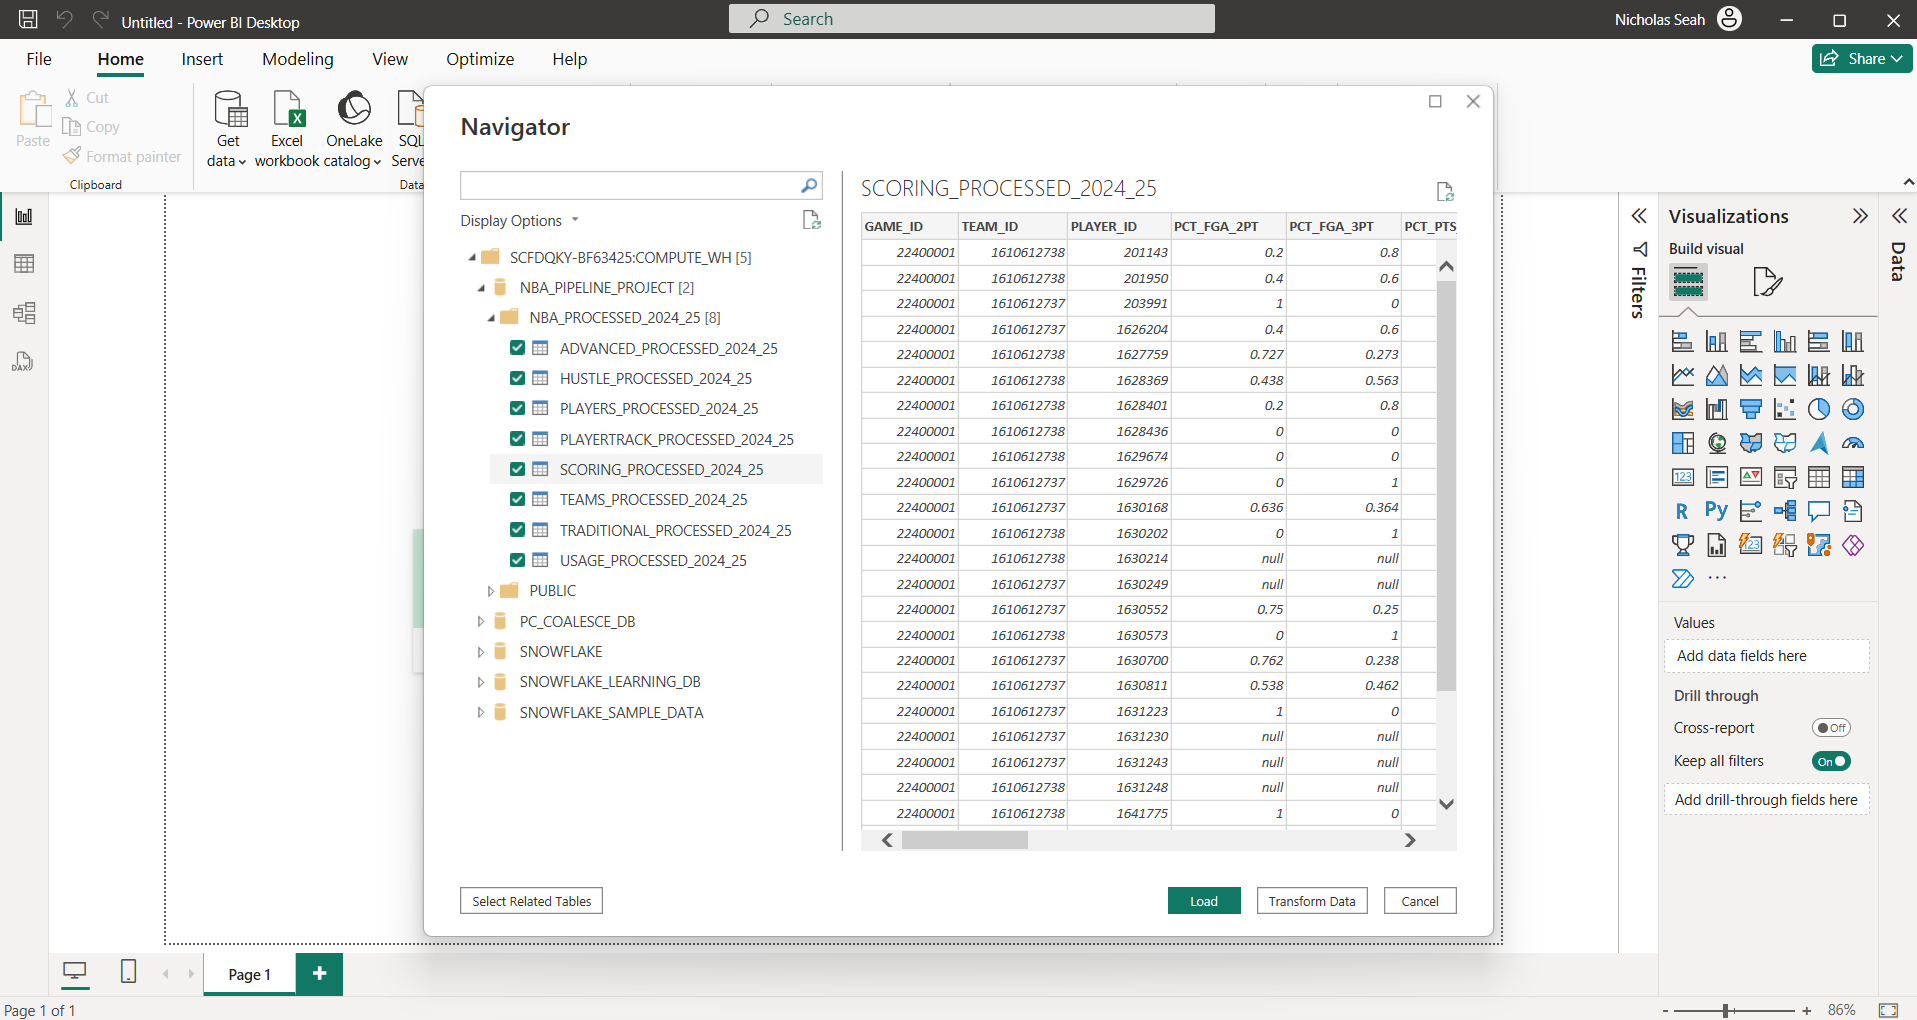 Untitled - Power BI Desktop
Search
Nicholas Seah
File Home Insert Modeling View Optimize Help
Share
Paste
Cut
Copy
Format painter
Clipboard
Get data
Excel workbook
OneLake catalog
SQL
Serve
Data
Navigator
Display Options
SCFDQKY-BF63425:COMPUTE_WH [5]
NBA_PIPELINE_PROJECT [2]
NBA_PROCESSED_2024_25 [8]
ADVANCED_PROCESSED_2024_25
HUSTLE_PROCESSED_2024_25
PLAYERS_PROCESSED_2024_25
PLAYERTRACK_PROCESSED_2024_25
SCORING_PROCESSED_2024_25
TEAMS_PROCESSED_2024_25
TRADITIONAL_PROCESSED_2024_25
USAGE_PROCESSED_2024_25
PUBLIC
PC_COALESCE_DB
SNOWFLAKE
SNOWFLAKE_LEARNING_DB
SNOWFLAKE_SAMPLE_DATA
SCORING_PROCESSED_2024_25
GAME_ID TEAM_ID PLAYER_ID PCT_FGA_2PT PCT_FGA_3PT PCT_PTS_
22400001 1610612738 201143 0.2 0.8
22400001 1610612738 201950 0.4 0.6
22400001 1610612737 203991 1 0
22400001 1610612737 1626204 0.4 0.6
22400001 1610612738 1627759 0.727 0.273
22400001 1610612738 1628369 0.438 0.563
22400001 1610612738 1628401 0.2 0.8
22400001 1610612738 1628436 0 0
22400001 1610612738 1629674 0 0
22400001 1610612737 1629726 0 1
22400001 1610612737 1630168 0.636 0.364
22400001 1610612738 1630202 0 1
22400001 1610612738 1630214 null null
22400001 1610612737 1630249 null null
22400001 1610612737 1630552 0.75 0.25
22400001 1610612738 1630573 0 1
22400001 1610612737 1630700 0.762 0.238
22400001 1610612737 1630811 0.538 0.462
22400001 1610612737 1631223 1 0
22400001 1610612737 1631230 null null
22400001 1610612737 1631243 null null
22400001 1610612738 1631248 null null
22400001 1610612738 1641775 1 0
Select Related Tables
Load
Transform Data
Cancel
Filters
Visualizations
Build visual
123
R Py
123
Values
Add data fields here
Drill through
Cross-report
Off
Keep all filters
On
Add drill-through fields here
Data
DAX
Page 1
+
Page 1 of 1
- + 86%